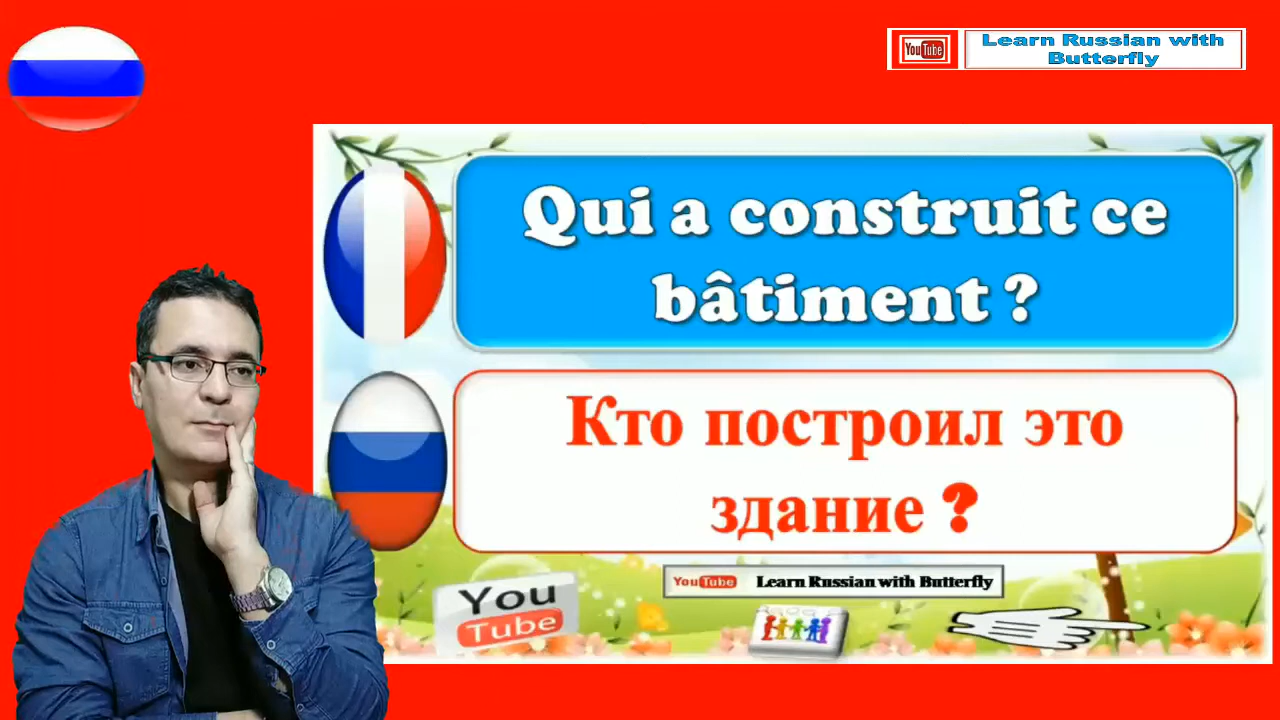 YouTube
Learn Russian with
Butterfly
Qui a construit ce
bâtiment ?
Кто построил это
здание ?
YouTube Learn Russian with Butterfly
You
Tube